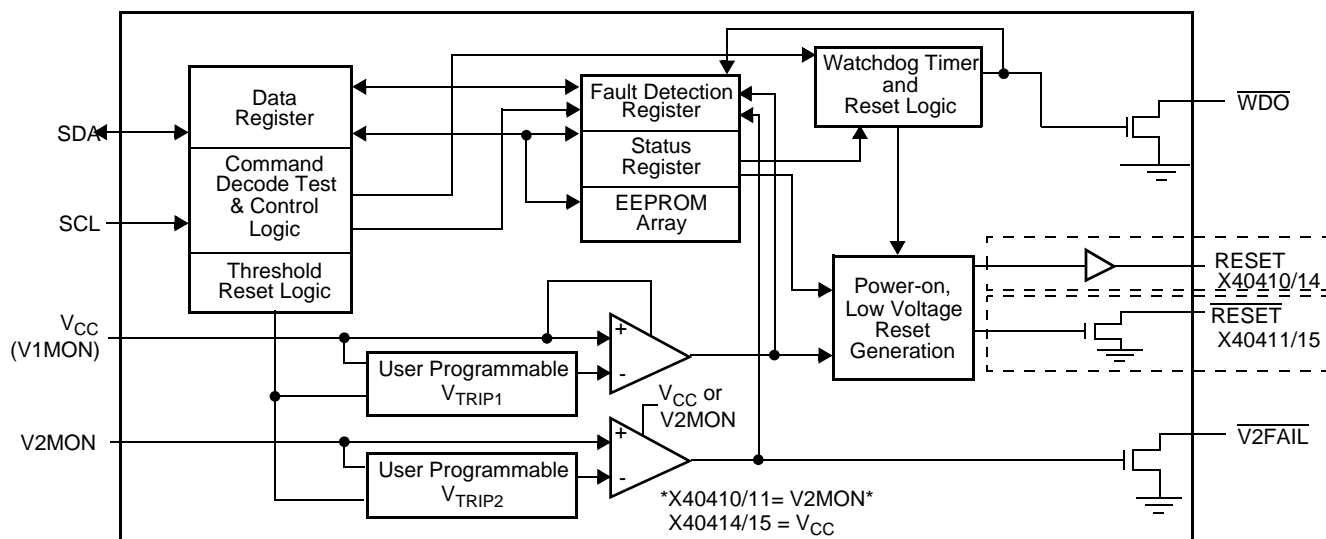 SDA
SCL
V_CC
(V1MON)
V2MON
Data
Register
Command
Decode Test
& Control
Logic
Threshold
Reset Logic
Fault Detection
Register
Status
Register
EEPROM
Array
Watchdog Timer
and
Reset Logic
Power-on,
Low Voltage
Reset
Generation
User Programmable
V_TRIP1
+
-
User Programmable
V_TRIP2
+
-
V_CC or
V2MON
*X40410/11= V2MON*
X40414/15 = V_CC
WDO
RESET
X40410/14
RESET
X40411/15
V2FAIL